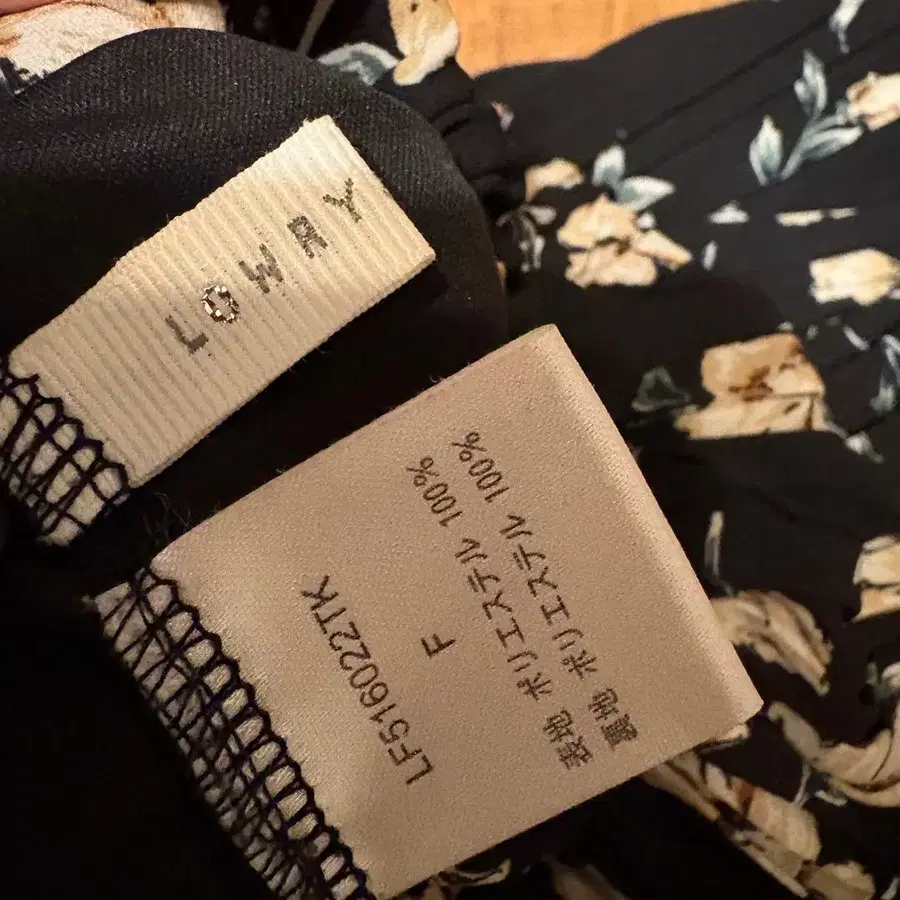 LOWRY
LF516022TK
F
表地 ポリエステル 100%
裏地 ポリエステル 100%